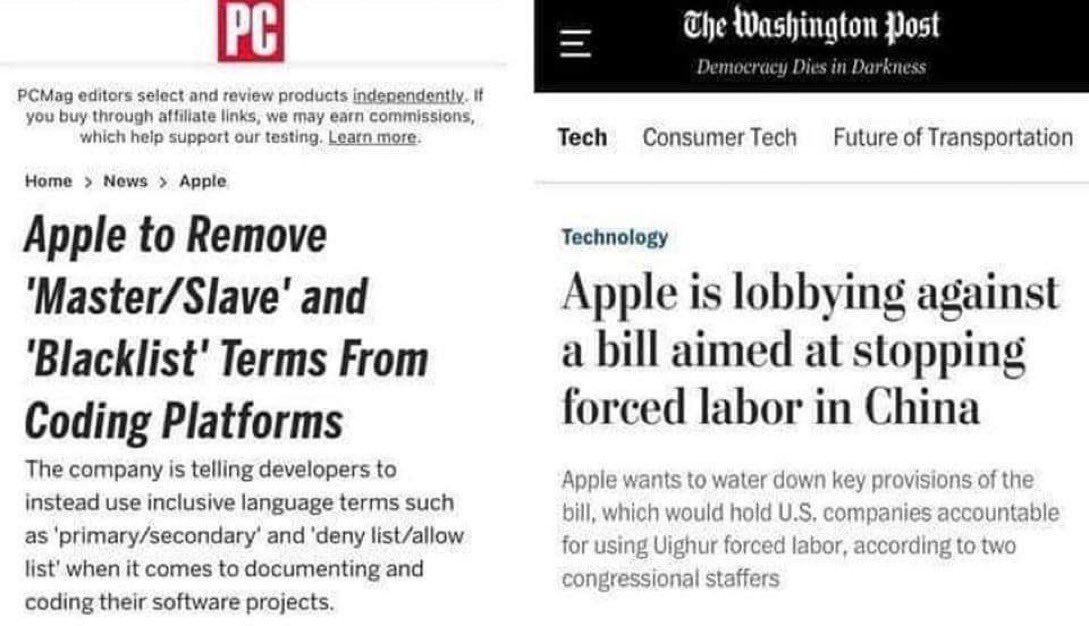 PC
PCMag editors select and review products independently. If
you buy through affiliate links, we may earn commissions,
which help support our testing. Learn more.
Home > News > Apple
Apple to Remove
'Master/Slave' and
'Blacklist' Terms From
Coding Platforms
The company is telling developers to
instead use inclusive language terms such
as 'primary/secondary' and 'deny list/allow
list' when it comes to documenting and
coding their software projects.
The Washington Post
Democracy Dies in Darkness
Tech Consumer Tech Future of Transportation
Technology
Apple is lobbying against
a bill aimed at stopping
forced labor in China
Apple wants to water down key provisions of the
bill, which would hold U.S. companies accountable
for using Uighur forced labor, according to two
congressional staffers